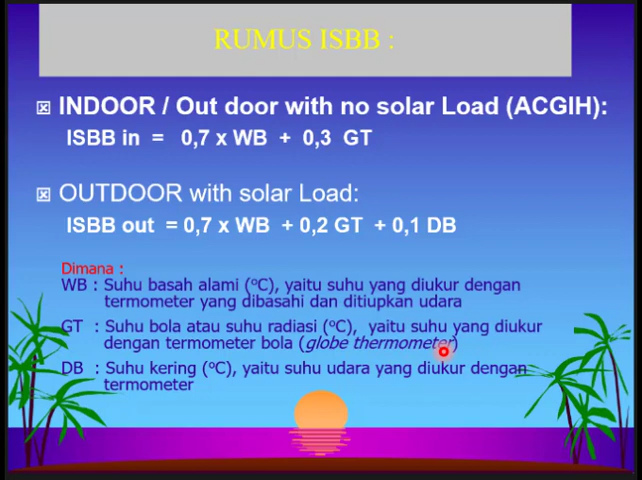 RUMUS ISBB :
INDOOR / Out door with no solar Load (ACGIH):
ISBB in = 0,7 x WB + 0,3 GT
OUTDOOR with solar Load:
ISBB out = 0,7 x WB + 0,2 GT + 0,1 DB
Dimana :
WB : Suhu basah alami (°C), yaitu suhu yang diukur dengan
termometer yang dibasahi dan ditiupkan udara
GT : Suhu bola atau suhu radiasi (°C), yaitu suhu yang diukur
dengan termometer bola (globe thermometer)
DB : Suhu kering (°C), yaitu suhu udara yang diukur dengan
termometer